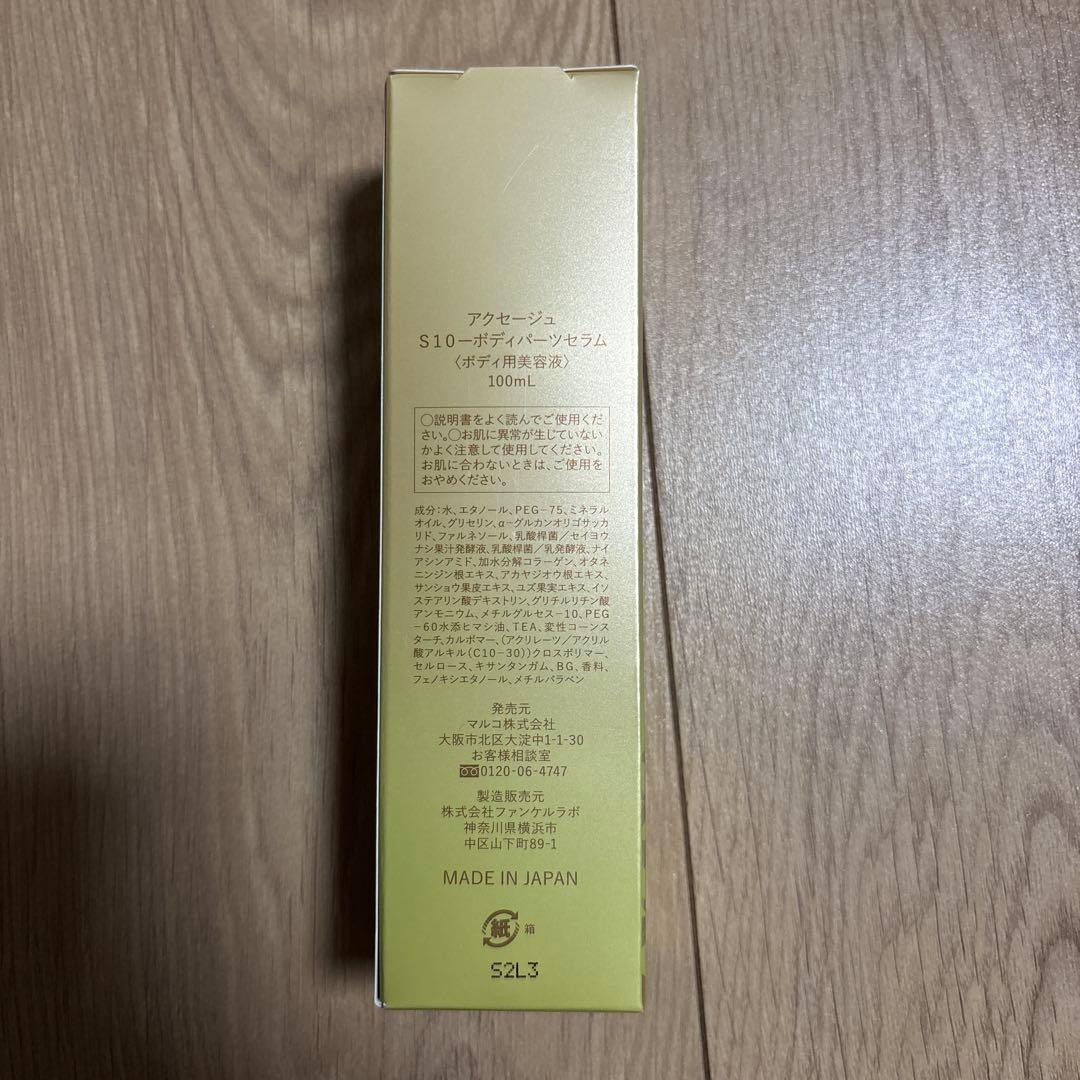 アクセージュ
S10ーボディパーツセラム
〈ボディ用美容液〉
100mL
○説明書をよく読んでご使用くだ
さい。○お肌に異常が生じていない
かよく注意して使用してください。
お肌に合わないときは、ご使用を
おやめください。
成分：水、エタノール、PEG−75、ミネラル
オイル、グリセリン、α−グルカンオリゴサッカ
リド、ファルネソール、乳酸桿菌／セイヨウ
ナシ果汁発酵液、乳酸桿菌／乳発酵液、ナイ
アシンアミド、加水分解コラーゲン、オタネ
ニンジン根エキス、アカヤジオウ根エキス、
サンショウ果皮エキス、ユズ果実エキス、イソ
ステアリン酸デキストリン、グリチルリチン酸
アンモニウム、メチルグルセス−10、PEG
−60水添ヒマシ油、TEA、変性コーンス
ターチ、カルボマー、（アクリレーツ／アクリル
酸アルキル（C10−30））クロスポリマー、
セルロース、キサンタンガム、BG、香料、
フェノキシエタノール、メチルパラベン
発売元
マルコ株式会社
大阪市北区大淀中1-1-30
お客様相談室
0120-06-4747
製造販売元
株式会社ファンケルラボ
神奈川県横浜市
中区山下町89-1
MADE IN JAPAN
紙 箱
S2L3